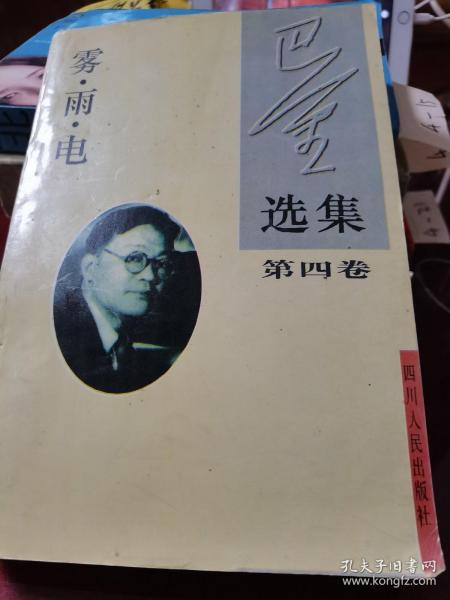 雾·雨·电
巴金
选集
第四卷
四川人民出版社
孔夫子旧书网
www.kongfz.com